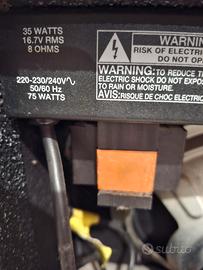 35 WATTS
16.7V RMS
8 OHMS
220-230/240V∿
50/60 Hz
75 WATTS
WARNIN
RISK OF ELECTRI
DO NOT OP
WARNING: TO REDUCE T
ELECTRIC SHOCK DO NOT EXPO
TO RAIN OR MOISTURE.
AVIS: RISQUE DE CHOC ELECTRI
subito